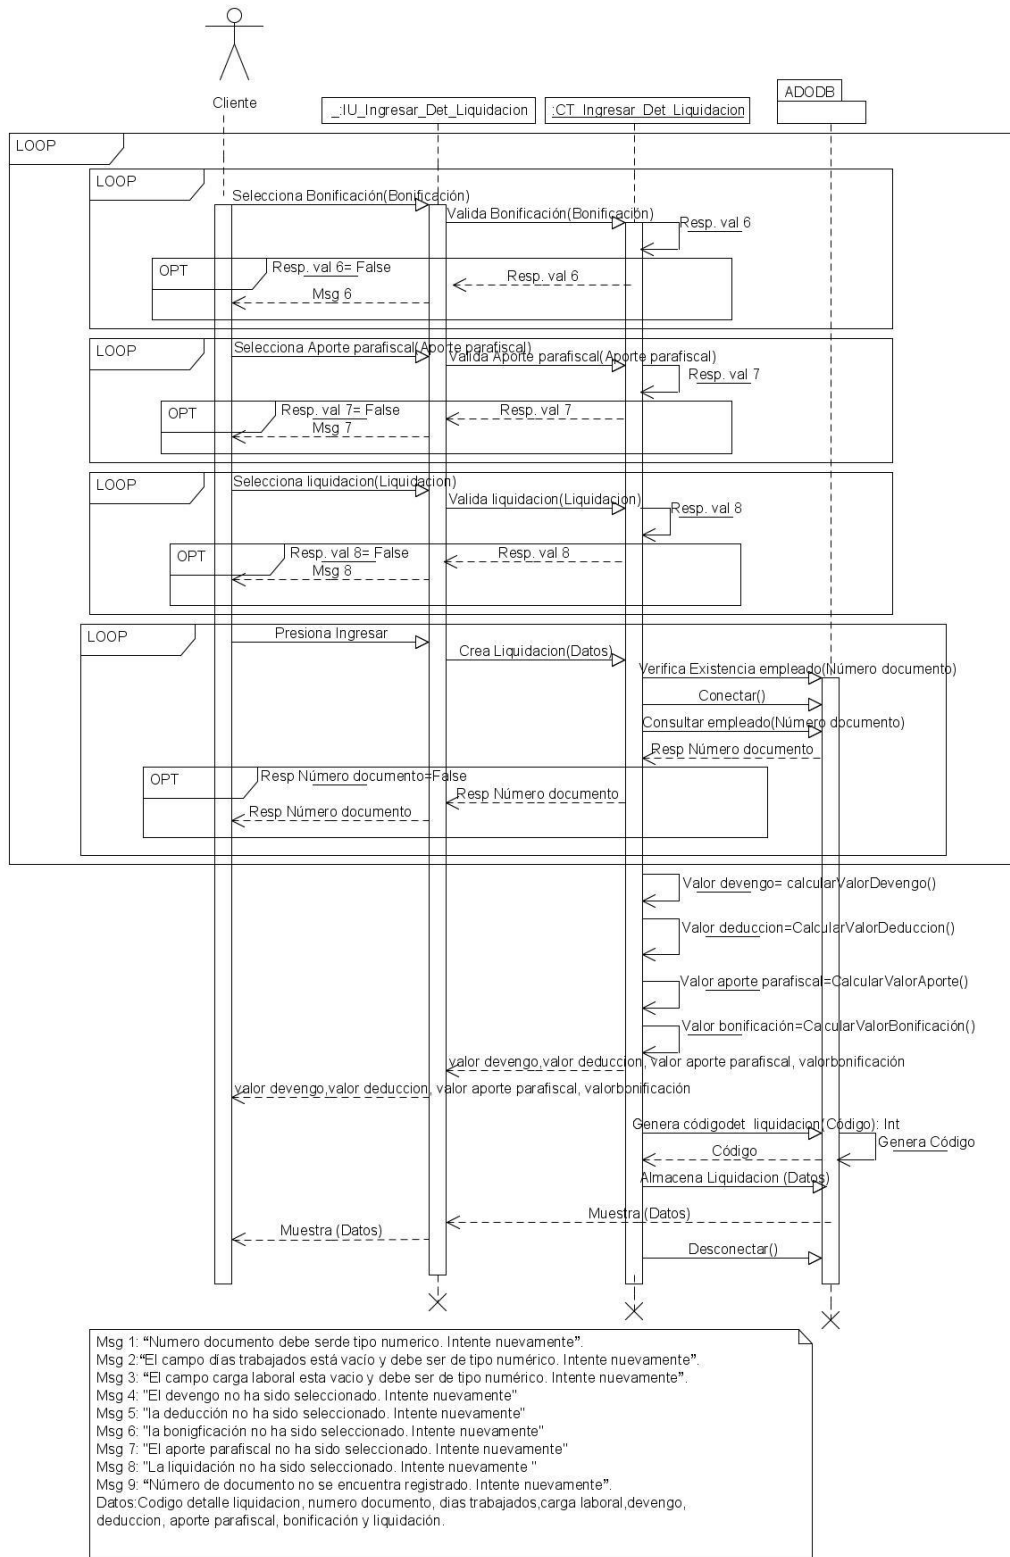 Cliente
_:IU_Ingresar_Det_Liquidacion
:CT_Ingresar_Det_Liquidacion
ADODB
LOOP
LOOP
Selecciona Bonificación(Bonificación)
Valida Bonificación(Bonificación)
Resp. val 6
OPT
Resp. val 6= False
Resp. val 6
Msg 6
LOOP
Selecciona Aporte parafiscal(Aporte parafiscal)
Valida Aporte parafiscal(Aporte parafiscal)
Resp. val 7
OPT
Resp. val 7= False
Resp. val 7
Msg 7
LOOP
Selecciona liquidacion(Liquidacion)
Valida liquidacion(Liquidacion)
Resp. val 8
OPT
Resp. val 8= False
Resp. val 8
Msg 8
LOOP
Presiona Ingresar
Crea Liquidacion(Datos)
Verifica Existencia empleado(Número documento)
Conectar()
Consultar empleado(Número documento)
Resp Número documento
OPT
Resp Número documento=False
Resp Número documento
Resp Número documento
Valor devengo= calcularValorDevengo()
Valor deduccion=CalcularValorDeduccion()
Valor aporte parafiscal=CalcularValorAporte()
Valor bonificación=CalcularValorBonificación()
valor devengo,valor deduccion, valor aporte parafiscal, valorbonificación
valor devengo,valor deduccion, valor aporte parafiscal, valorbonificación
Genera códigodet_liquidacion(Código): Int
Genera Código
Código
Almacena Liquidacion (Datos)
Muestra (Datos)
Muestra (Datos)
Desconectar()
Msg 1: “Numero documento debe serde tipo numerico. Intente nuevamente”.
Msg 2:“El campo días trabajados está vacío y debe ser de tipo numérico. Intente nuevamente”.
Msg 3: “El campo carga laboral esta vacio y debe ser de tipo numérico. Intente nuevamente”.
Msg 4: "El devengo no ha sido seleccionado. Intente nuevamente"
Msg 5: "la deducción no ha sido seleccionado. Intente nuevamente"
Msg 6: "la bonigficación no ha sido seleccionado. Intente nuevamente"
Msg 7: "El aporte parafiscal no ha sido seleccionado. Intente nuevamente"
Msg 8: "La liquidación no ha sido seleccionado. Intente nuevamente "
Msg 9: “Número de documento no se encuentra registrado. Intente nuevamente”.
Datos:Codigo detalle liquidacion, numero documento, dias trabajados,carga laboral,devengo,
deduccion, aporte parafiscal, bonificación y liquidación.